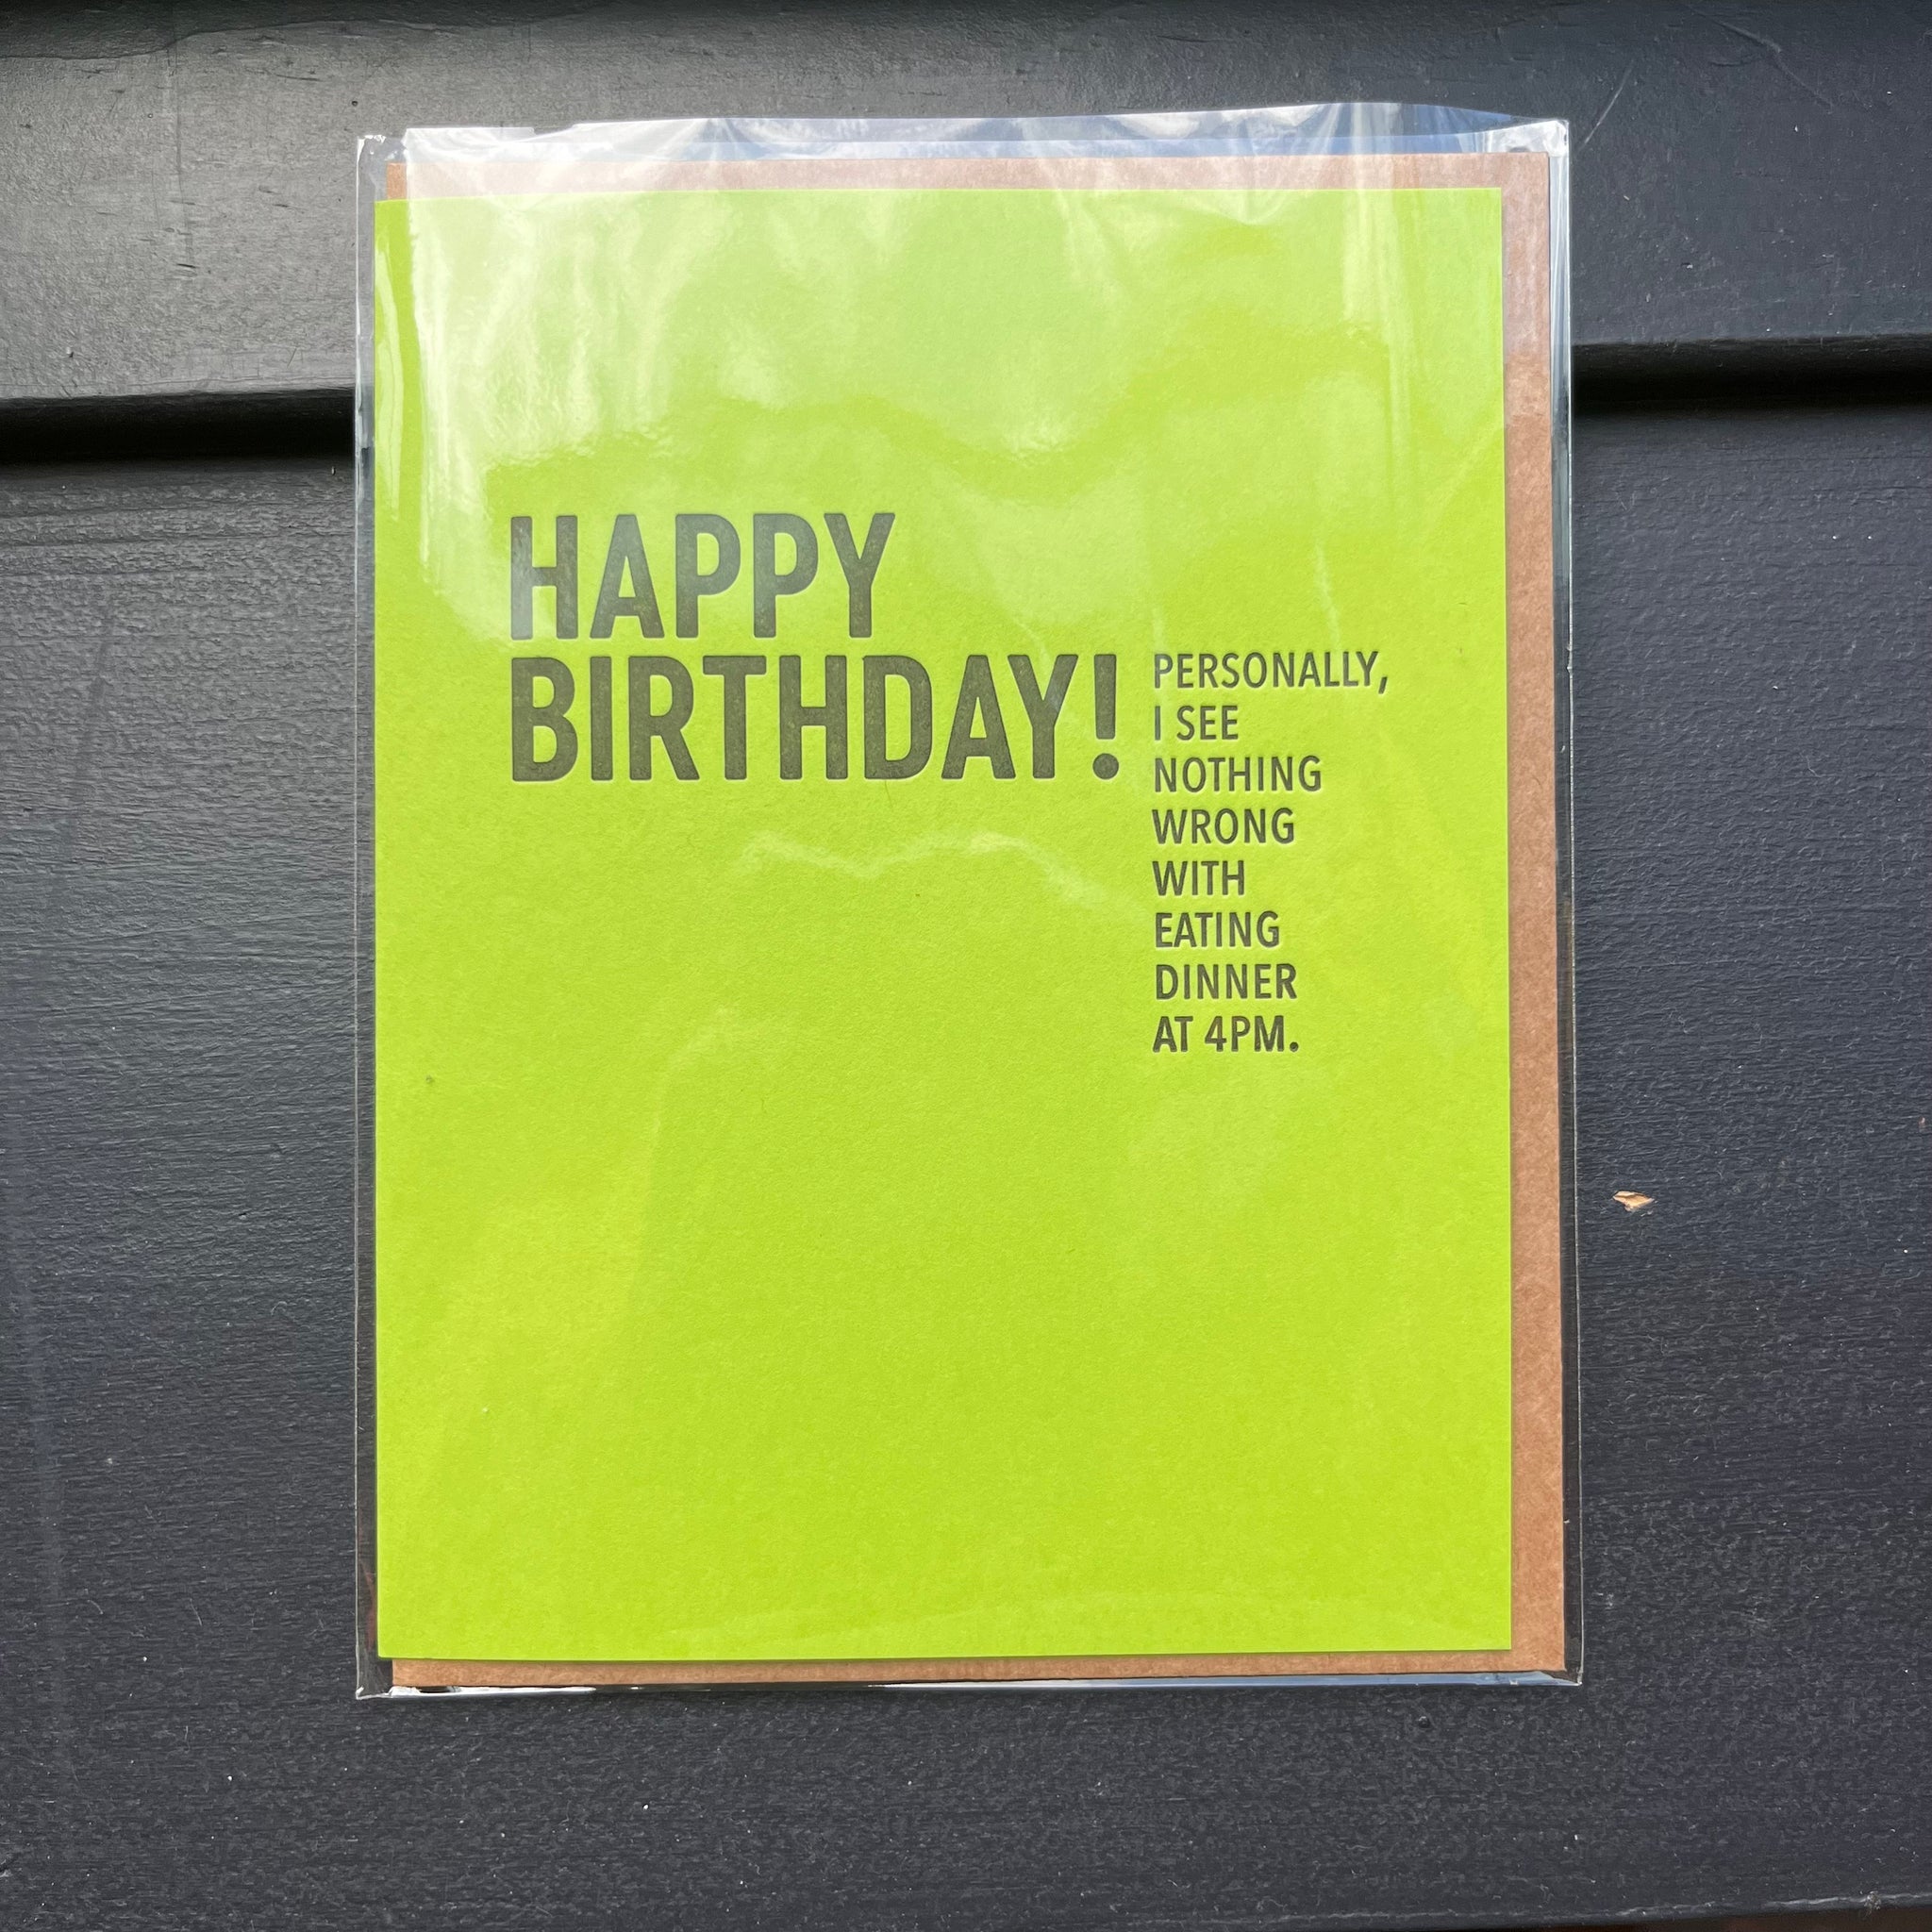 HAPPY
BIRTHDAY!
PERSONALLY,
I SEE
NOTHING
WRONG
WITH
EATING
DINNER
AT 4PM.